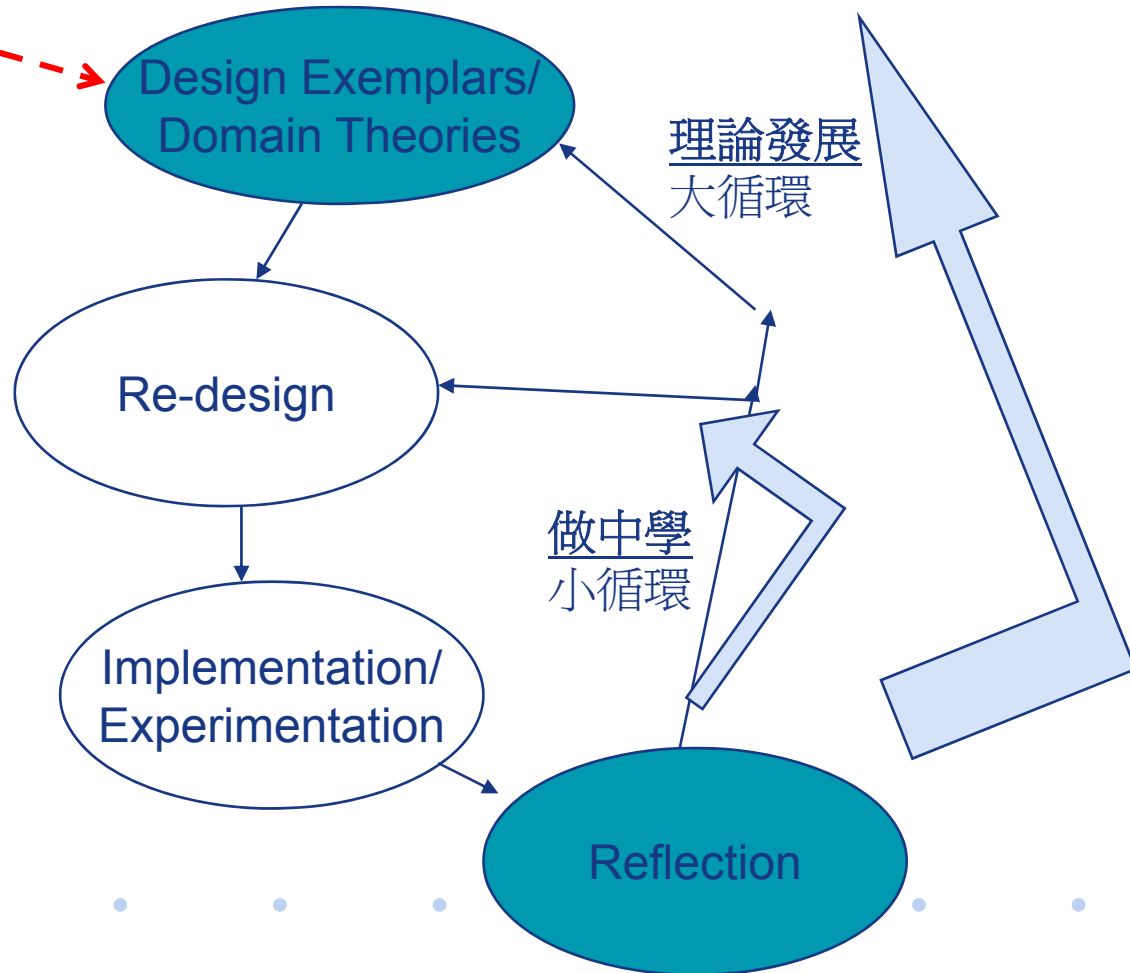 Design Exemplars/
Domain Theories
理論發展
大循環
Re-design
做中學
小循環
Implementation/
Experimentation
Reflection